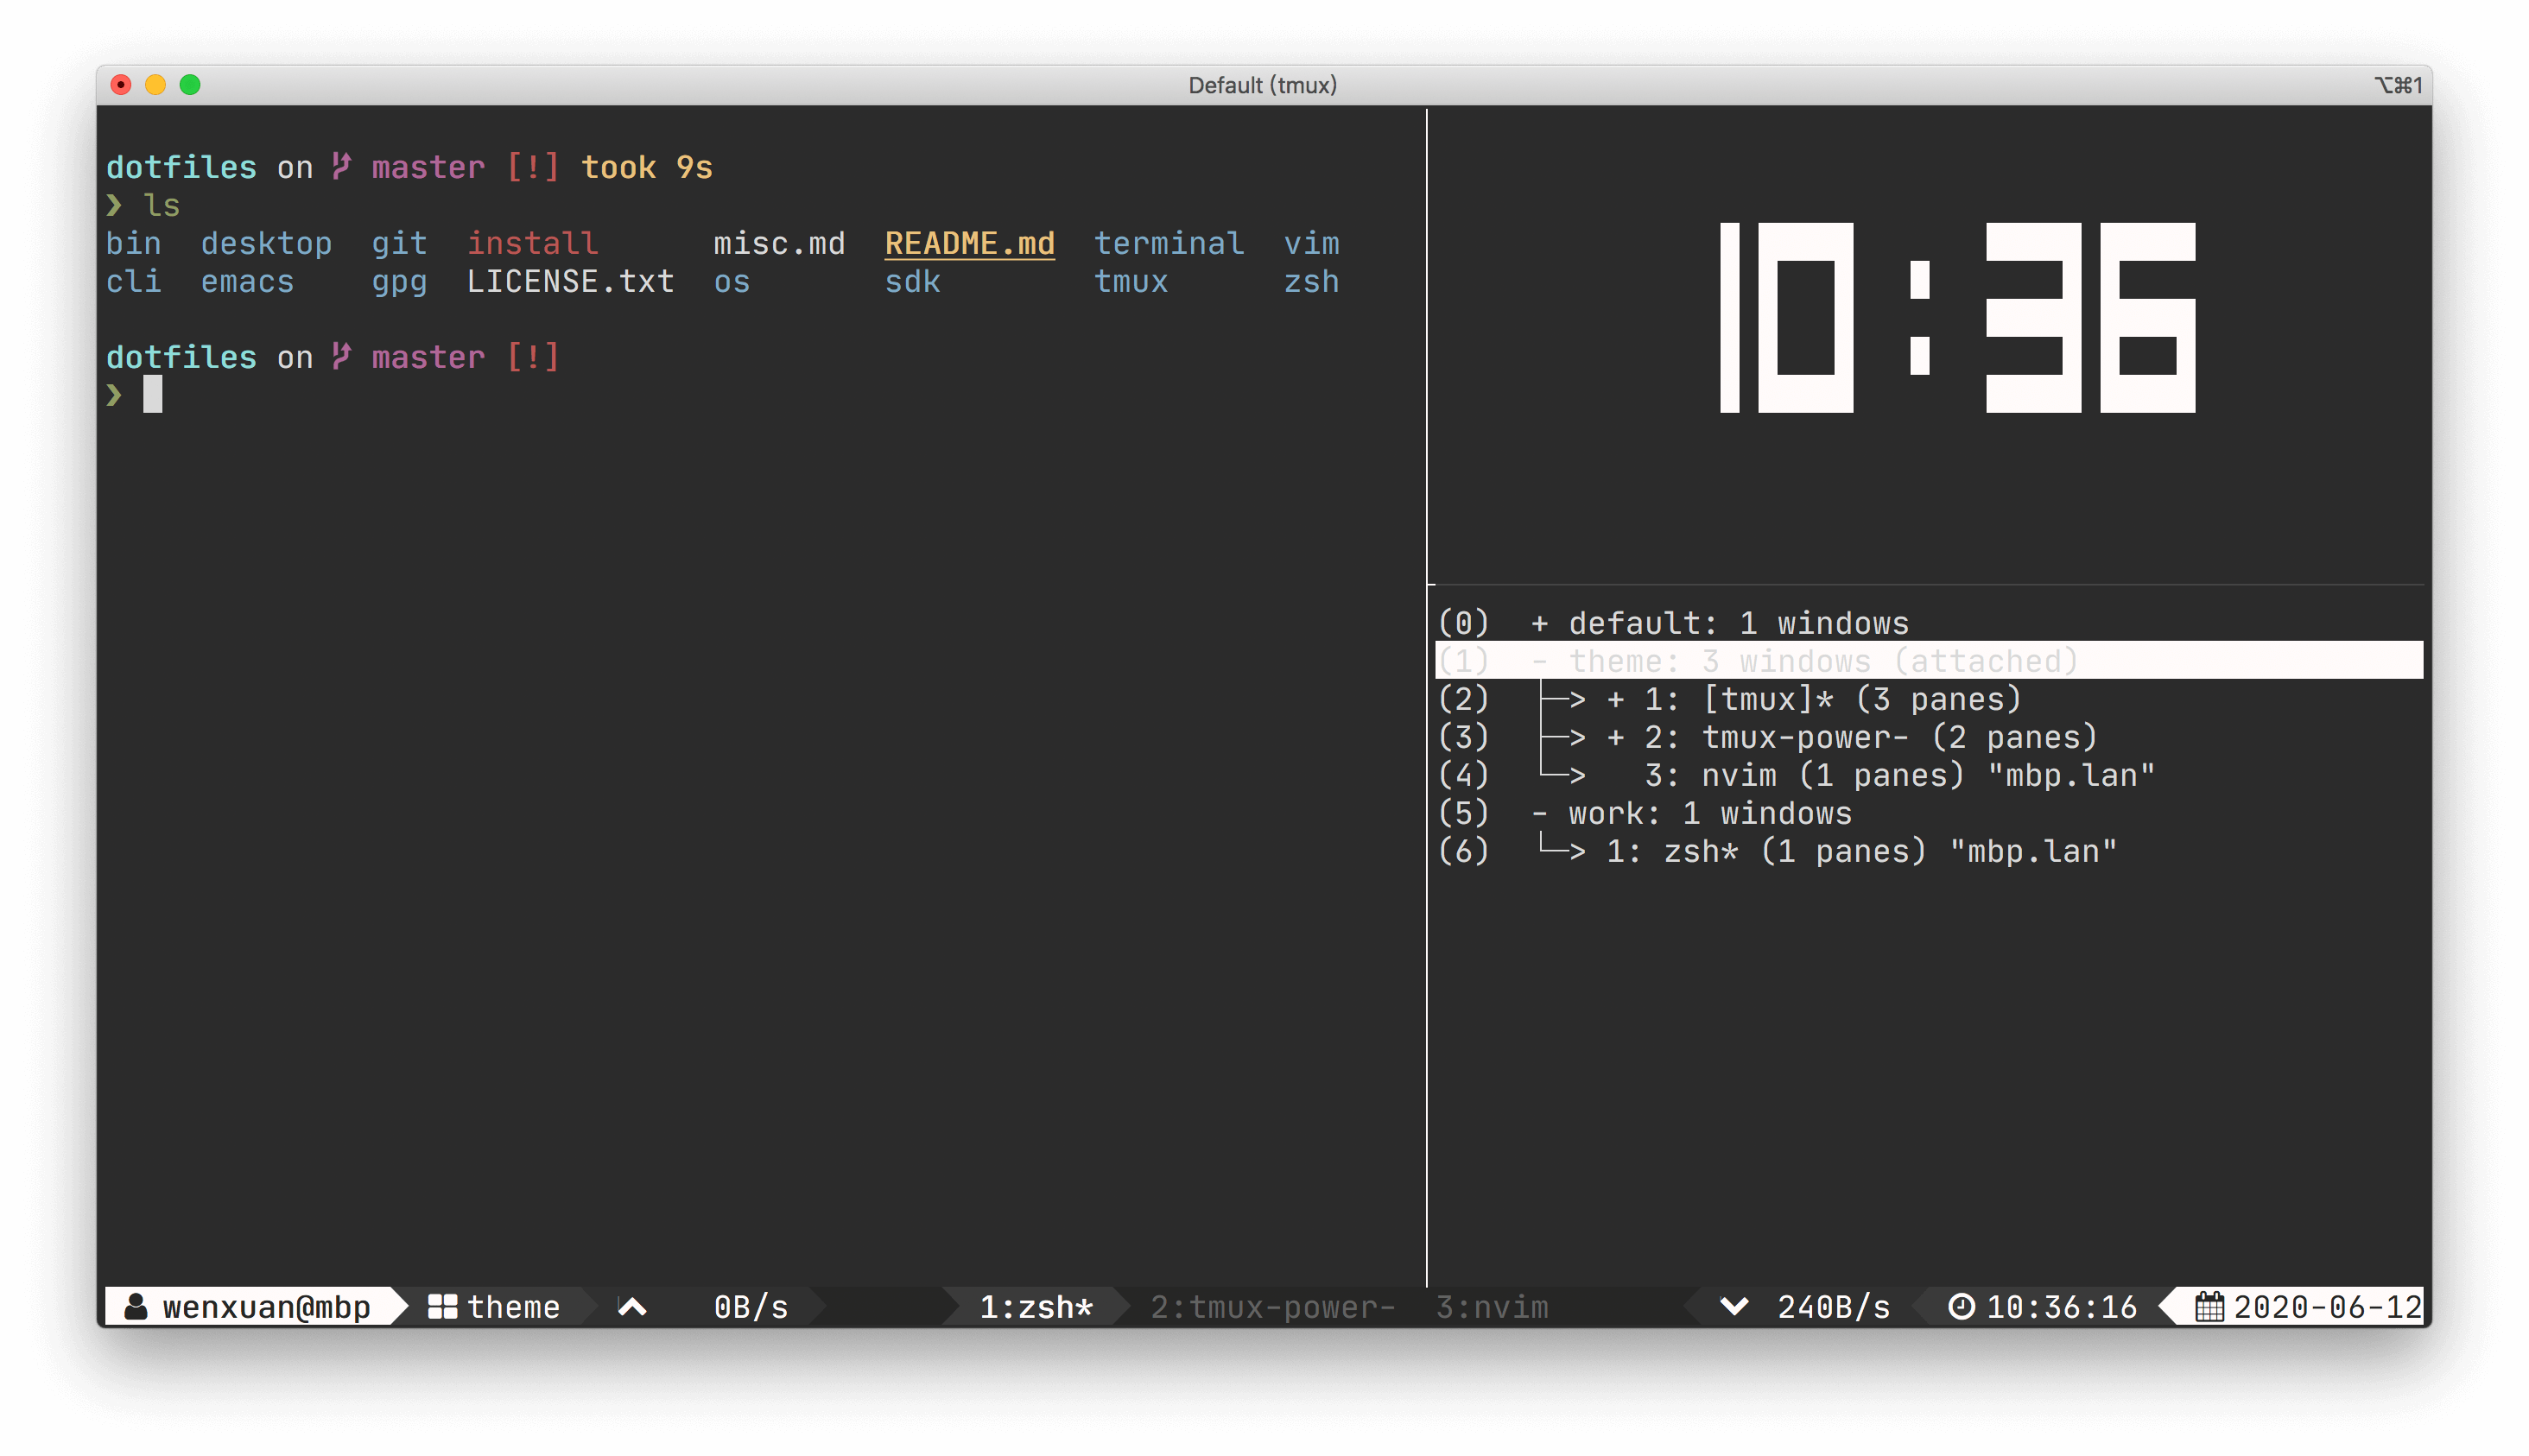 Default (tmux)
⌥⌘1
dotfiles on master [!] took 9s
❯ ls
bin desktop git install misc.md README.md terminal vim
cli emacs gpg LICENSE.txt os sdk tmux zsh
dotfiles on master [!]
❯
10:36
(0) + default: 1 windows
(1) - theme: 3 windows (attached)
(2) ├─> + 1: [tmux]* (3 panes)
(3) ├─> + 2: tmux-power- (2 panes)
(4) └─> 3: nvim (1 panes) "mbp.lan"
(5) - work: 1 windows
(6) └─> 1: zsh* (1 panes) "mbp.lan"
wenxuan@mbp theme 0B/s 1:zsh* 2:tmux-power- 3:nvim 240B/s 10:36:16 2020-06-12